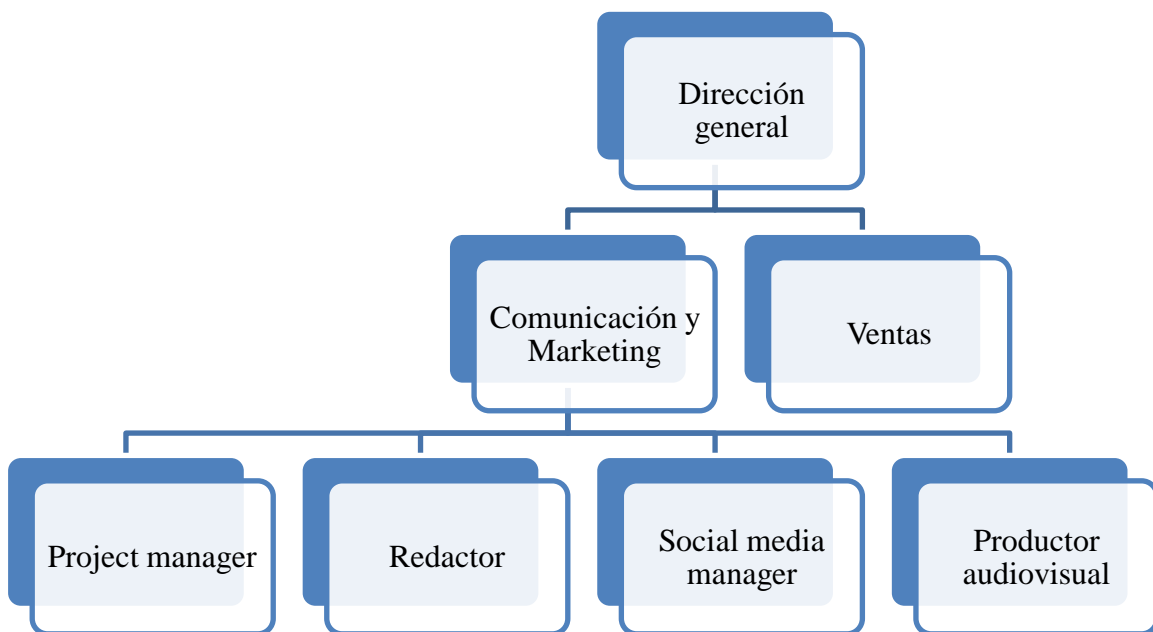 Dirección
general
Comunicación y
Marketing
Ventas
Project manager
Redactor
Social media
manager
Productor
audiovisual